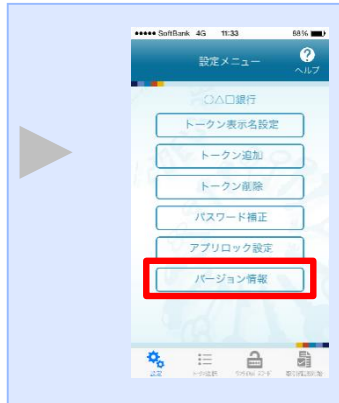 SoftBank 4G 11:33 68%
設定メニュー
?
ヘルプ
○△□銀行
トークン表示名設定
トークン追加
トークン削除
パスワード補正
アプリロック設定
バージョン情報
設定